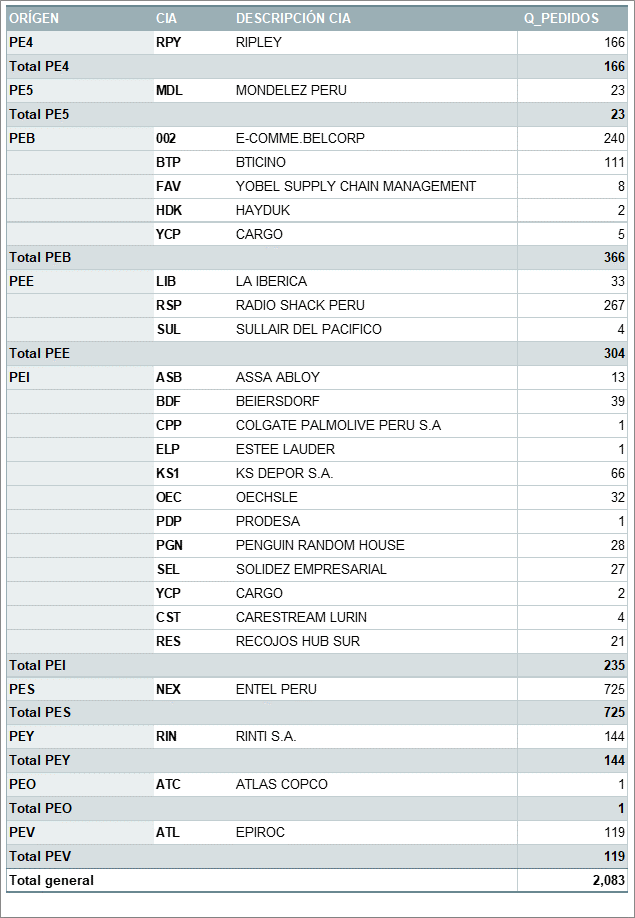 ORÍGEN CIA DESCRIPCIÓN CIA Q_PEDIDOS
PE4 RPY RIPLEY 166
Total PE4 166
PE5 MDL MONDELEZ PERU 23
Total PE5 23
PEB 002 E-COMME.BELCORP 240
BTP BTICINO 111
FAV YOBEL SUPPLY CHAIN MANAGEMENT 8
HDK HAYDUK 2
YCP CARGO 5
Total PEB 366
PEE LIB LA IBERICA 33
RSP RADIO SHACK PERU 267
SUL SULLAIR DEL PACIFICO 4
Total PEE 304
PEI ASB ASSA ABLOY 13
BDF BEIERSDORF 39
CPP COLGATE PALMOLIVE PERU S.A 1
ELP ESTEE LAUDER 1
KS1 KS DEPOR S.A. 66
OEC OECHSLE 32
PDP PRODESA 1
PGN PENGUIN RANDOM HOUSE 28
SEL SOLIDEZ EMPRESARIAL 27
YCP CARGO 2
CST CARESTREAM LURIN 4
RES RECOJOS HUB SUR 21
Total PEI 235
PES NEX ENTEL PERU 725
Total PES 725
PEY RIN RINTI S.A. 144
Total PEY 144
PEO ATC ATLAS COPCO 1
Total PEO 1
PEV ATL EPIROC 119
Total PEV 119
Total general 2,083